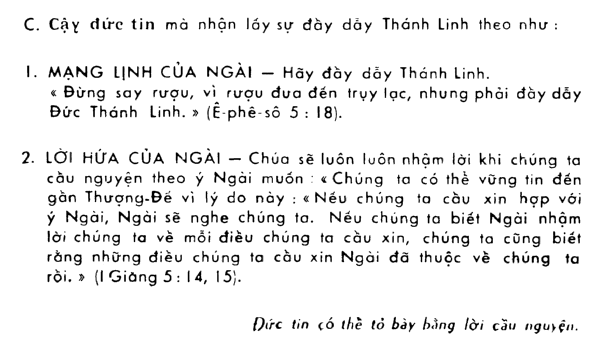 C. Cậy đức tin mà nhận lấy sự đầy dẫy Thánh Linh theo như :
1. MẠNG LỊNH CỦA NGÀI — Hãy đầy dẫy Thánh Linh.
« Đừng say rượu, vì rượu đưa đến trụy lạc, nhưng phải đầy dẫy
Đức Thánh Linh. » (Ê-phê-sô 5 : 18).
2. LỜI HỨA CỦA NGÀI — Chúa sẽ luôn luôn nhậm lời khi chúng ta
cầu nguyện theo ý Ngài muốn : « Chúng ta có thể vững tin đến
gần Thượng-Đế vì lý do này : « Nếu chúng ta cầu xin hợp với
ý Ngài, Ngài sẽ nghe chúng ta. Nếu chúng ta biết Ngài nhậm
lời chúng ta về mỗi điều chúng ta cầu xin, chúng ta cũng biết
rằng những điều chúng ta cầu xin Ngài đã thuộc về chúng ta
rồi. » (I Giăng 5 : 14, 15).
Đức tin có thể tỏ bày bằng lời cầu nguyện.